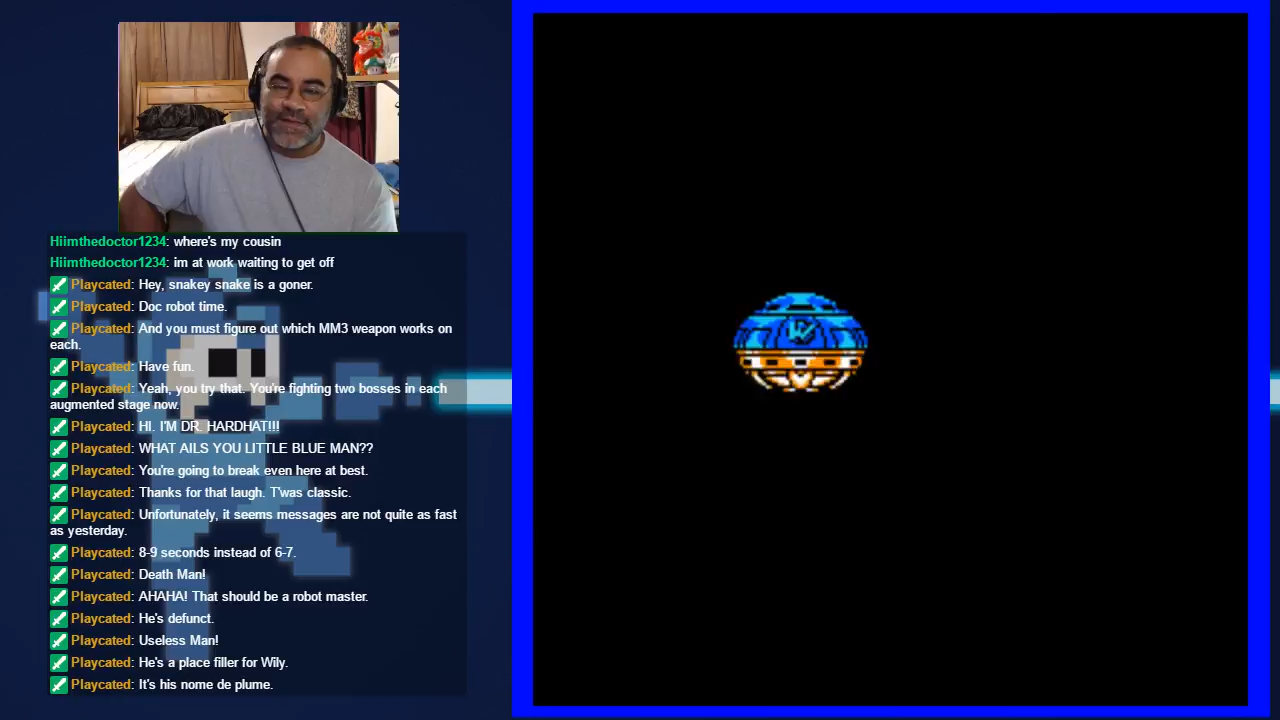 Hiimthedoctor1234: where's my cousin
Hiimthedoctor1234: im at work waiting to get off
Playcated: Hey, snakey snake is a goner.
Playcated: Doc robot time.
Playcated: And you must figure out which MM3 weapon works on
each.
Playcated: Have fun.
Playcated: Yeah, you try that. You're fighting two bosses in each
augmented stage now.
Playcated: HI. I'M DR. HARDHAT!!!
Playcated: WHAT AILS YOU LITTLE BLUE MAN??
Playcated: You're going to break even here at best.
Playcated: Thanks for that laugh. T'was classic.
Playcated: Unfortunately, it seems messages are not quite as fast
as yesterday.
Playcated: 8-9 seconds instead of 6-7.
Playcated: Death Man!
Playcated: AHAHA! That should be a robot master.
Playcated: He's defunct.
Playcated: Useless Man!
Playcated: He's a place filler for Wily.
Playcated: It's his nome de plume.
W